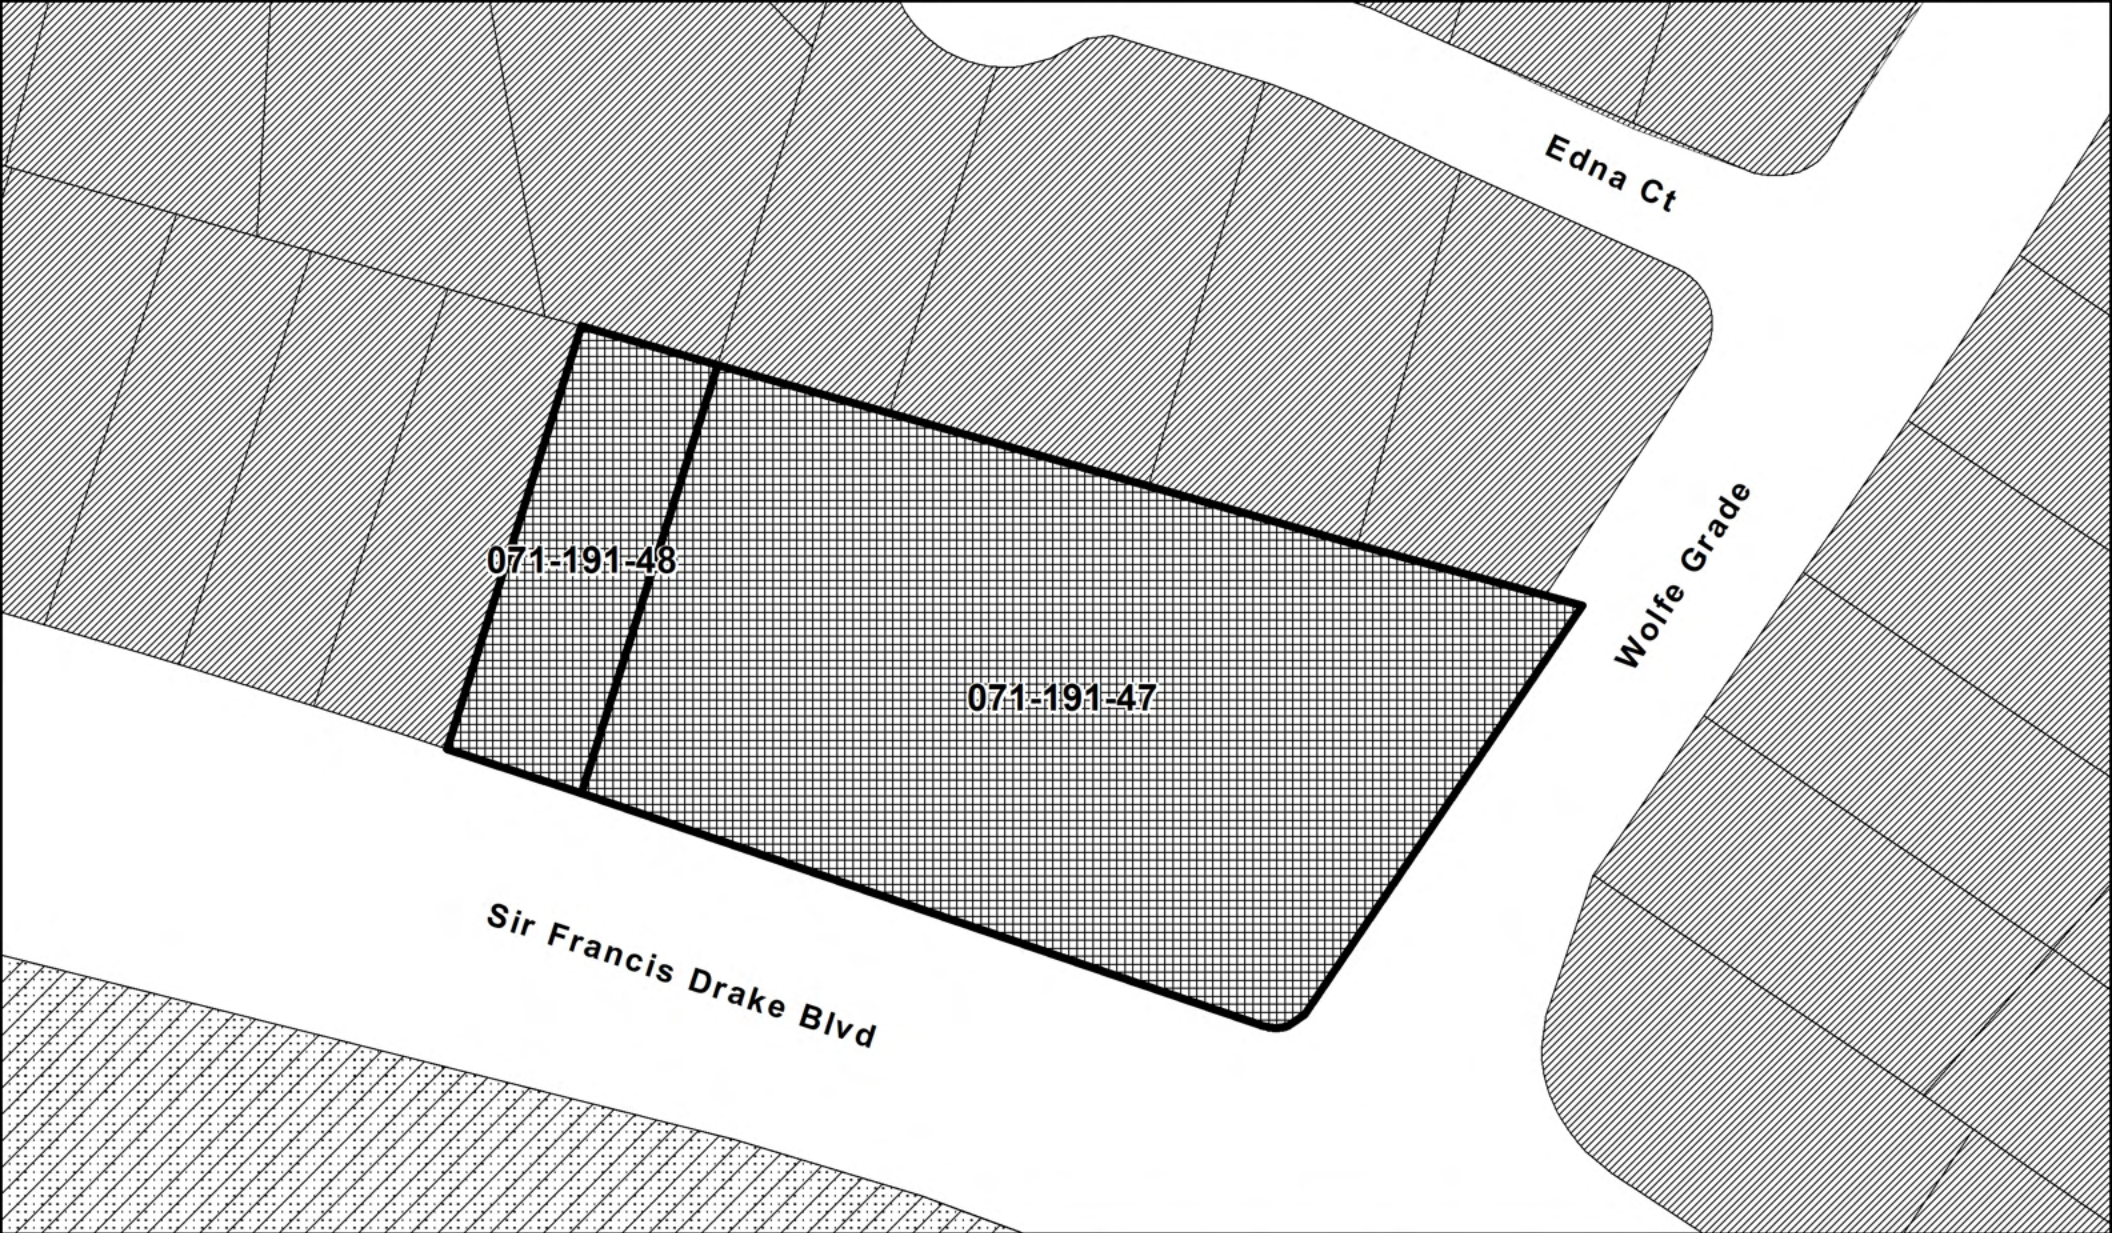 Edna Ct
Wolfe Grade
071-191-48
071-191-47
Sir Francis Drake Blvd